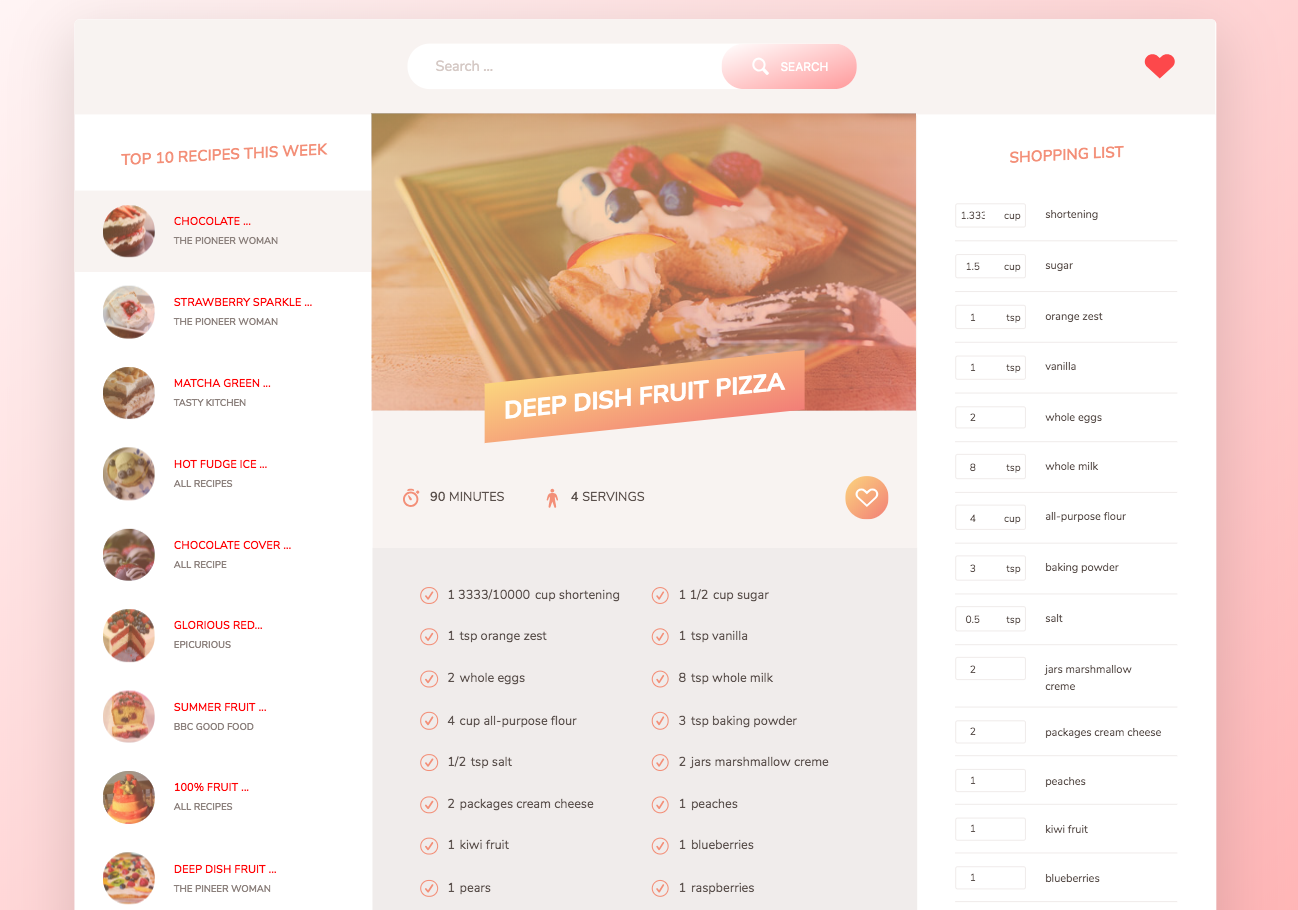 Search ...
SEARCH
TOP 10 RECIPES THIS WEEK
CHOCOLATE ...
THE PIONEER WOMAN
STRAWBERRY SPARKLE ...
THE PIONEER WOMAN
MATCHA GREEN ...
TASTY KITCHEN
HOT FUDGE ICE ...
ALL RECIPES
CHOCOLATE COVER ...
ALL RECIPE
GLORIOUS RED...
EPICURIOUS
SUMMER FRUIT ...
BBC GOOD FOOD
100% FRUIT ...
ALL RECIPES
DEEP DISH FRUIT ...
THE PINEER WOMAN
DEEP DISH FRUIT PIZZA
90 MINUTES
4 SERVINGS
1 3333/10000 cup shortening
1 1/2 cup sugar
1 tsp orange zest
1 tsp vanilla
2 whole eggs
8 tsp whole milk
4 cup all-purpose flour
3 tsp baking powder
1/2 tsp salt
2 jars marshmallow creme
2 packages cream cheese
1 peaches
1 kiwi fruit
1 blueberries
1 pears
1 raspberries
SHOPPING LIST
1.333 cup shortening
1.5 cup sugar
1 tsp orange zest
1 tsp vanilla
2 whole eggs
8 tsp whole milk
4 cup all-purpose flour
3 tsp baking powder
0.5 tsp salt
2 jars marshmallow
creme
2 packages cream cheese
1 peaches
1 kiwi fruit
1 blueberries